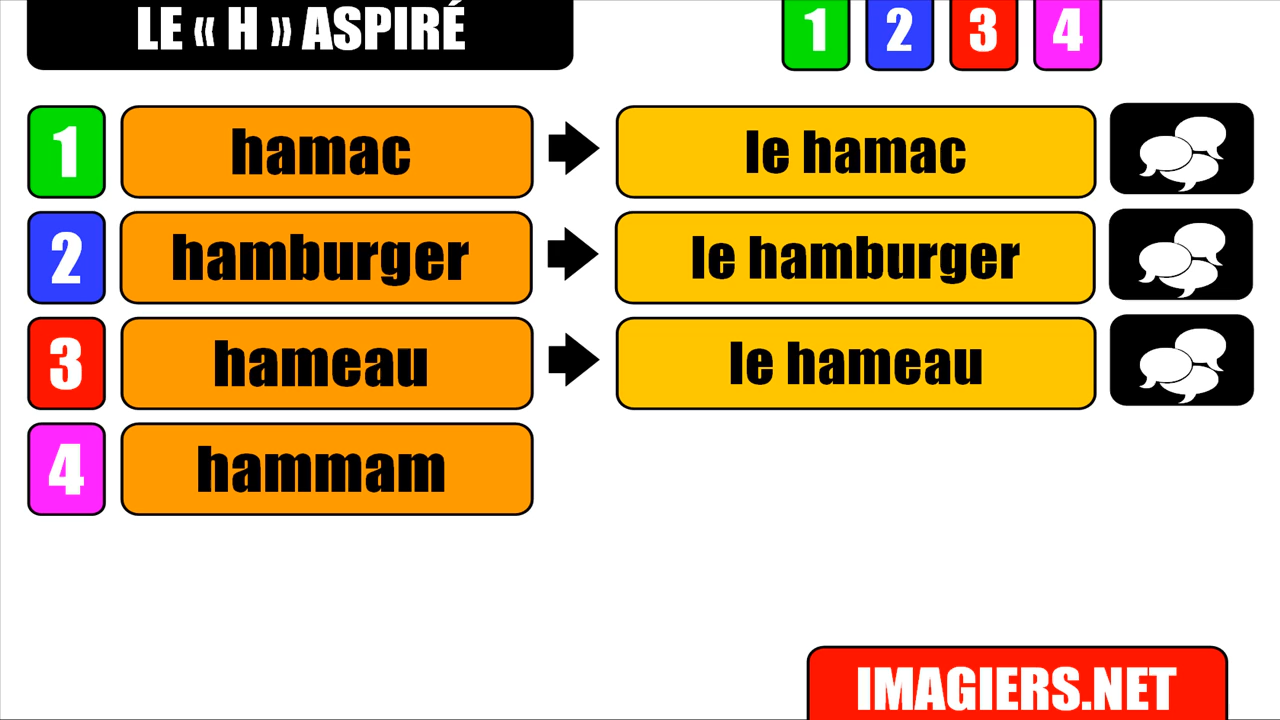 LE « H » ASPIRÉ
1 2 3 4
1 hamac le hamac
2 hamburger le hamburger
3 hameau le hameau
4 hammam
IMAGIERS.NET